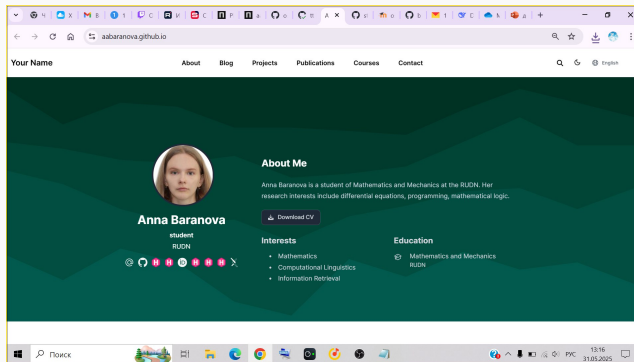 aabaranova.github.io
Your Name
About Blog Projects Publications Courses Contact
English
About Me
Anna Baranova is a student of Mathematics and Mechanics at the RUDN. Her
research interests include differential equations, programming, mathematical logic.
Download CV
Anna Baranova
student
RUDN
Interests
Mathematics
Computational Linguistics
Information Retrieval
Education
Mathematics and Mechanics
RUDN
Поиск
РУС
13:16
31.05.2025